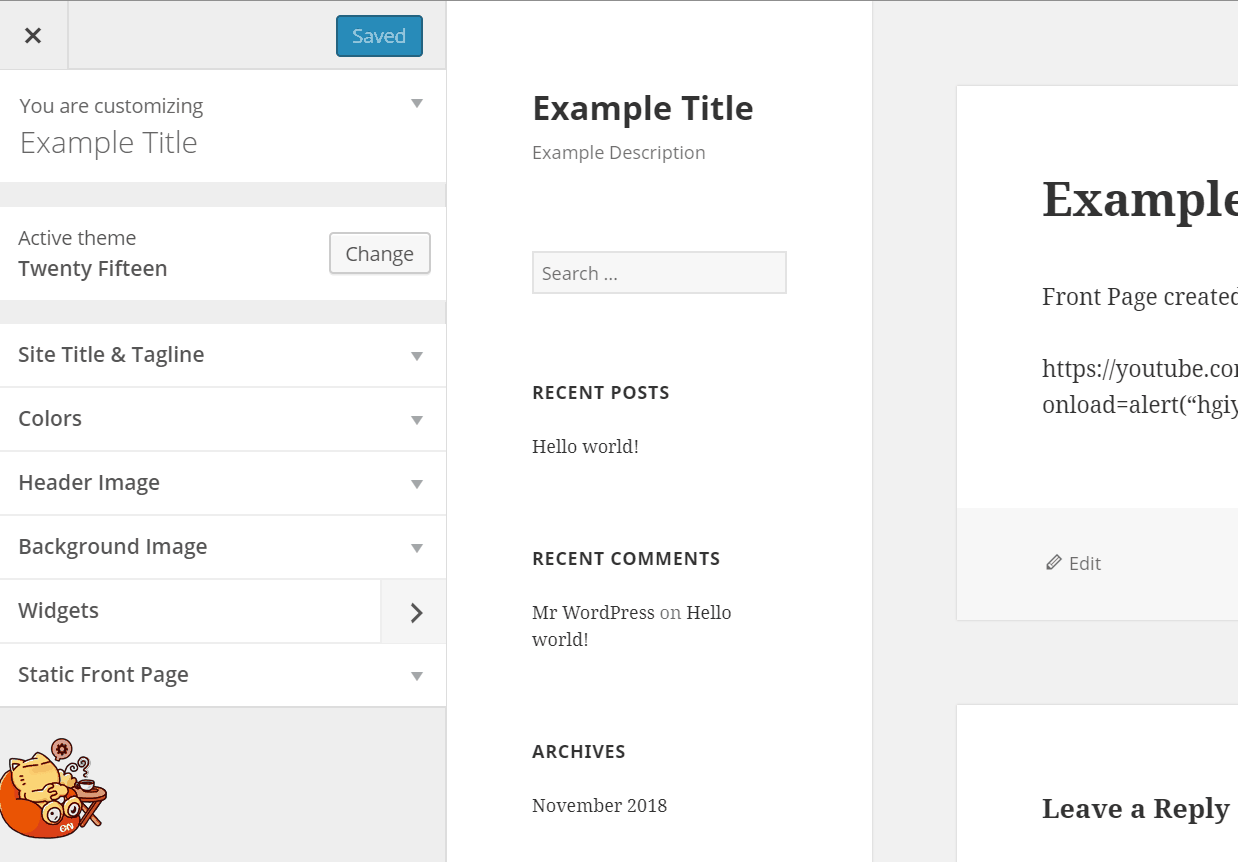 Saved
You are customizing
Example Title
Active theme
Twenty Fifteen
Change
Site Title & Tagline
Colors
Header Image
Background Image
Widgets
Static Front Page
EN
Example Title
Example Description
Search ...
RECENT POSTS
Hello world!
RECENT COMMENTS
Mr WordPress on Hello
world!
ARCHIVES
November 2018
Example
Front Page created
https://youtube.co
onload=alert(“hgiy
Edit
Leave a Reply